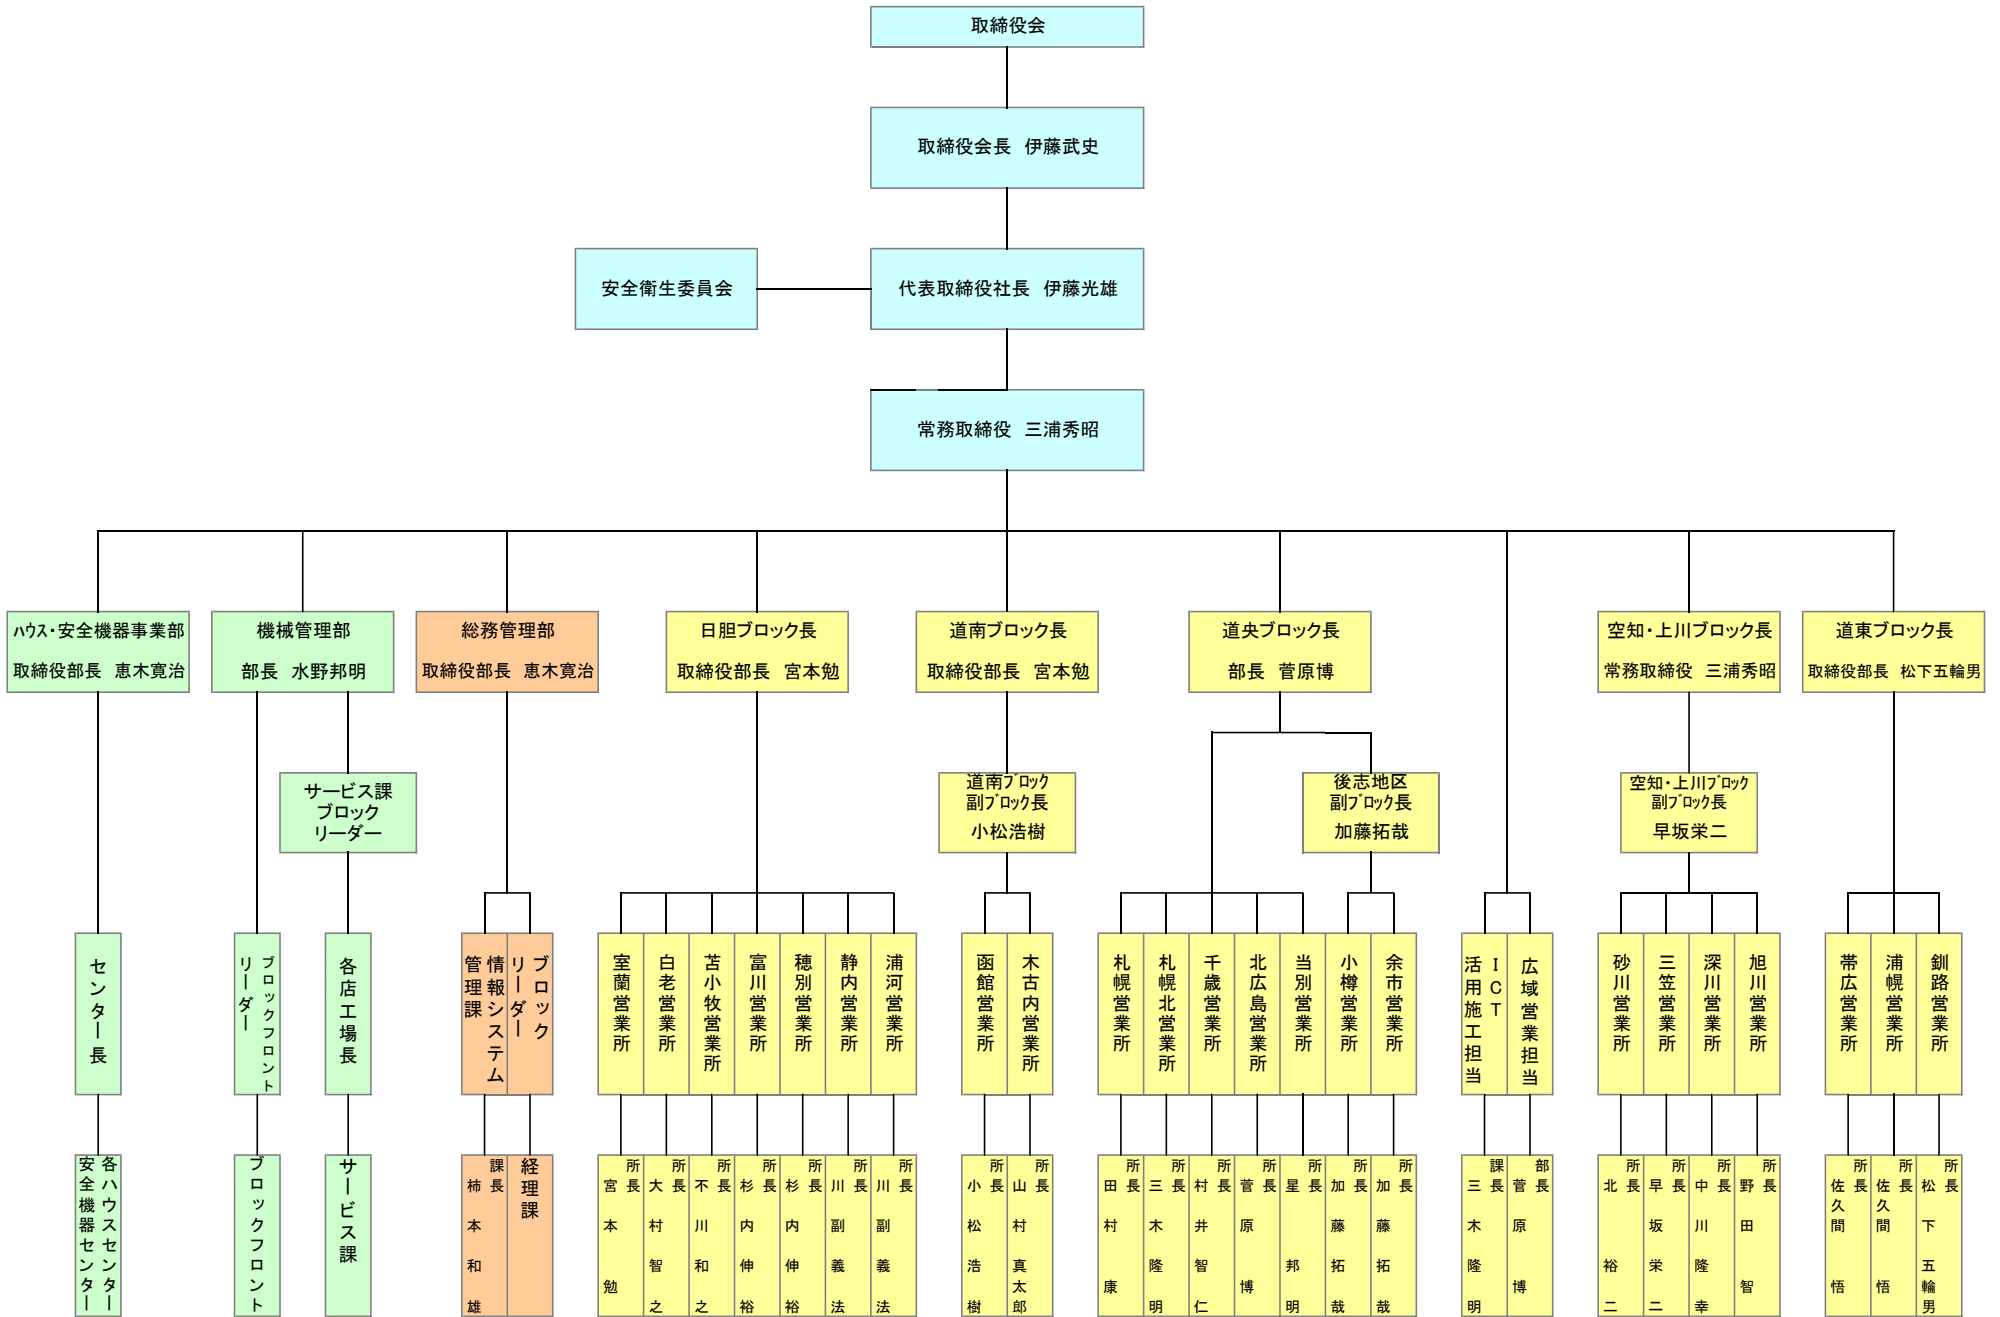 取締役会
取締役会長　伊藤武史
安全衛生委員会
代表取締役社長　伊藤光雄
常務取締役　三浦秀昭
ﾊｳｽ・安全機器事業部
取締役部長　恵木寛治
機械管理部
部長　水野邦明
総務管理部
取締役部長　恵木寛治
日胆ブロック長
取締役部長　宮本勉
道南ブロック長
取締役部長　宮本勉
道央ブロック長
部長　菅原博
空知・上川ブロック長
常務取締役　三浦秀昭
道東ブロック長
取締役部長　松下五輪男
サービス課
ブロック
リーダー
道南ﾌﾞﾛｯｸ
副ﾌﾞﾛｯｸ長
小松浩樹
後志地区
副ﾌﾞﾛｯｸ長
加藤拓哉
空知・上川ﾌﾞﾛｯｸ
副ﾌﾞﾛｯｸ長
早坂栄二
センター長
ブロックフロント
リーダー
各店工場長
情報システム
管理課
ブロック
リーダー
室蘭営業所
白老営業所
苫小牧営業所
富川営業所
穂別営業所
静内営業所
浦河営業所
函館営業所
木古内営業所
札幌営業所
札幌北営業所
千歳営業所
北広島営業所
当別営業所
小樽営業所
余市営業所
ＩＣＴ
活用施工担当
広域営業担当
砂川営業所
三笠営業所
深川営業所
旭川営業所
帯広営業所
浦幌営業所
釧路営業所
各ハウスセンター
安全機器センター
ブロックフロント
サービス課
課長
柿本和雄
経理課
所長
宮本　勉
所長
大村智之
所長
不川和之
所長
杉内伸裕
所長
杉内伸裕
所長
川副義法
所長
川副義法
所長
小松浩樹
所長
山村真太郎
所長
田村　康
所長
三木隆明
所長
村井智仁
所長
菅原　博
所長
星　邦明
所長
加藤拓哉
所長
加藤拓哉
課長
三木隆明
部長
菅原　博
所長
北　裕二
所長
早坂栄二
所長
中川隆幸
所長
野田　智
所長
佐久間　悟
所長
佐久間　悟
所長
松下五輪男